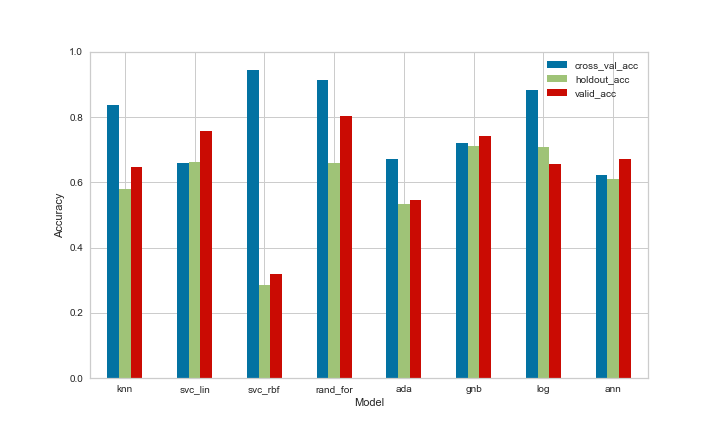 1.0
0.8
0.6
0.4
0.2
0.0
Accuracy
cross_val_acc
holdout_acc
valid_acc
knn svc_lin svc_rbf rand_for ada gnb log ann
Model